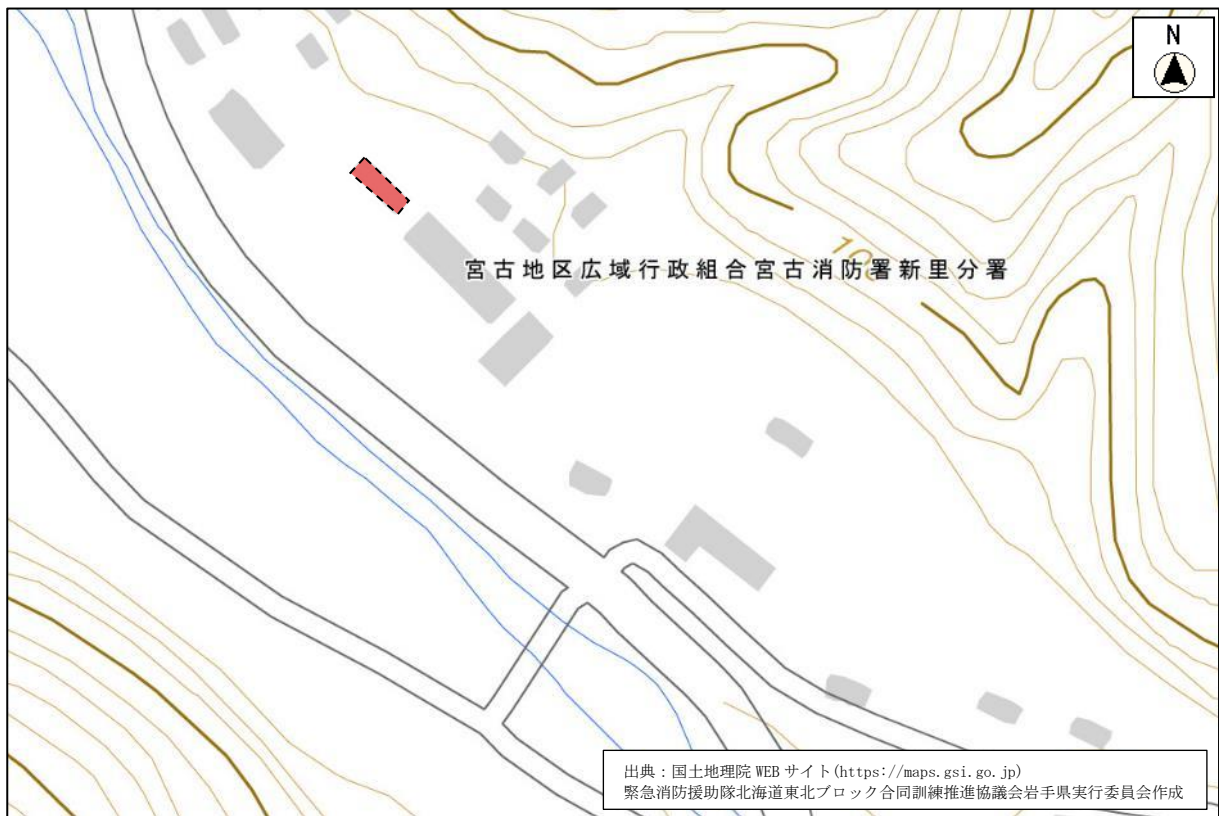 N
宮古地区広域行政組合宮古消防署新里分署
100
出典：国土地理院 WEB サイト(https://maps.gsi.go.jp)
緊急消防援助隊北海道東北ブロック合同訓練推進協議会岩手県実行委員会作成